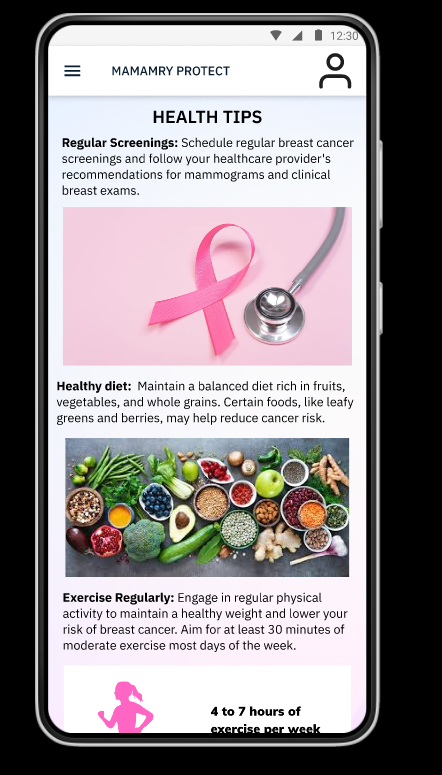 12:30
MAMAMRY PROTECT
HEALTH TIPS
Regular Screenings: Schedule regular breast cancer
screenings and follow your healthcare provider's
recommendations for mammograms and clinical
breast exams.
Healthy diet: Maintain a balanced diet rich in fruits,
vegetables, and whole grains. Certain foods, like leafy
greens and berries, may help reduce cancer risk.
Exercise Regularly: Engage in regular physical
activity to maintain a healthy weight and lower your
risk of breast cancer. Aim for at least 30 minutes of
moderate exercise most days of the week.
4 to 7 hours of
exercise per week